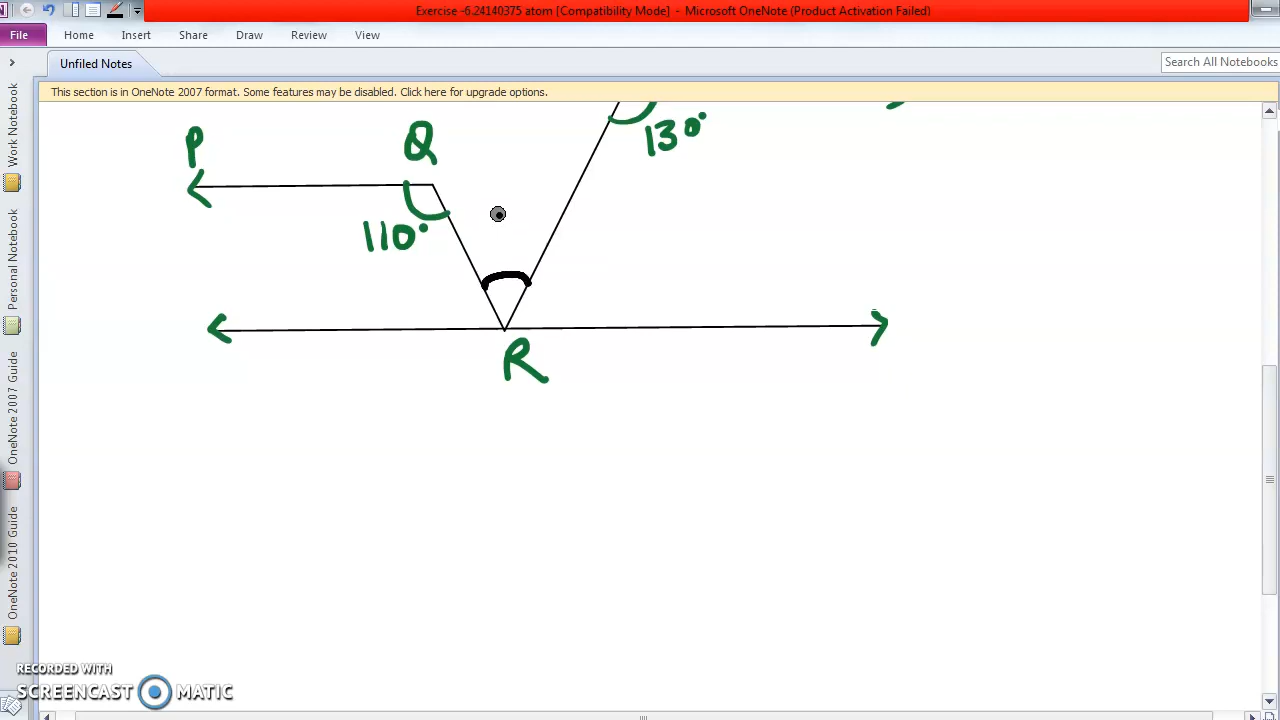 Exercise -6.24140375 atom [Compatibility Mode] - Microsoft OneNote (Product Activation Failed)
File Home Insert Share Draw Review View
Unfiled Notes
Search All Notebooks
This section is in OneNote 2007 format. Some features may be disabled. Click here for upgrade options.
Web Notebook
Personal Notebook
OneNote 2007 Guide
OneNote 2010 Guide
130°
P
Q
110°
R
RECORDED WITH
SCREENCAST MATIC